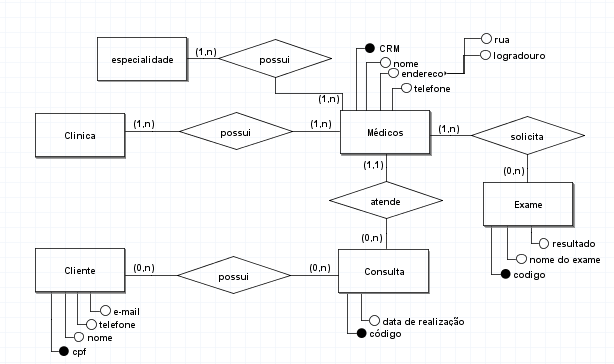 rua
CRM
(1,n)
logradouro
especialidade
possui
nome
endereco
telefone
(1,n)
(1,n)
(1,n)
(1,n)
Clinica
possui
Médicos
solicita
(1,1)
(0,n)
atende
Exame
(0,n)
resultado
Cliente
(0,n)
possui
(0,n)
Consulta
nome do exame
codigo
e-mail
telefone
data de realização
nome
código
cpf